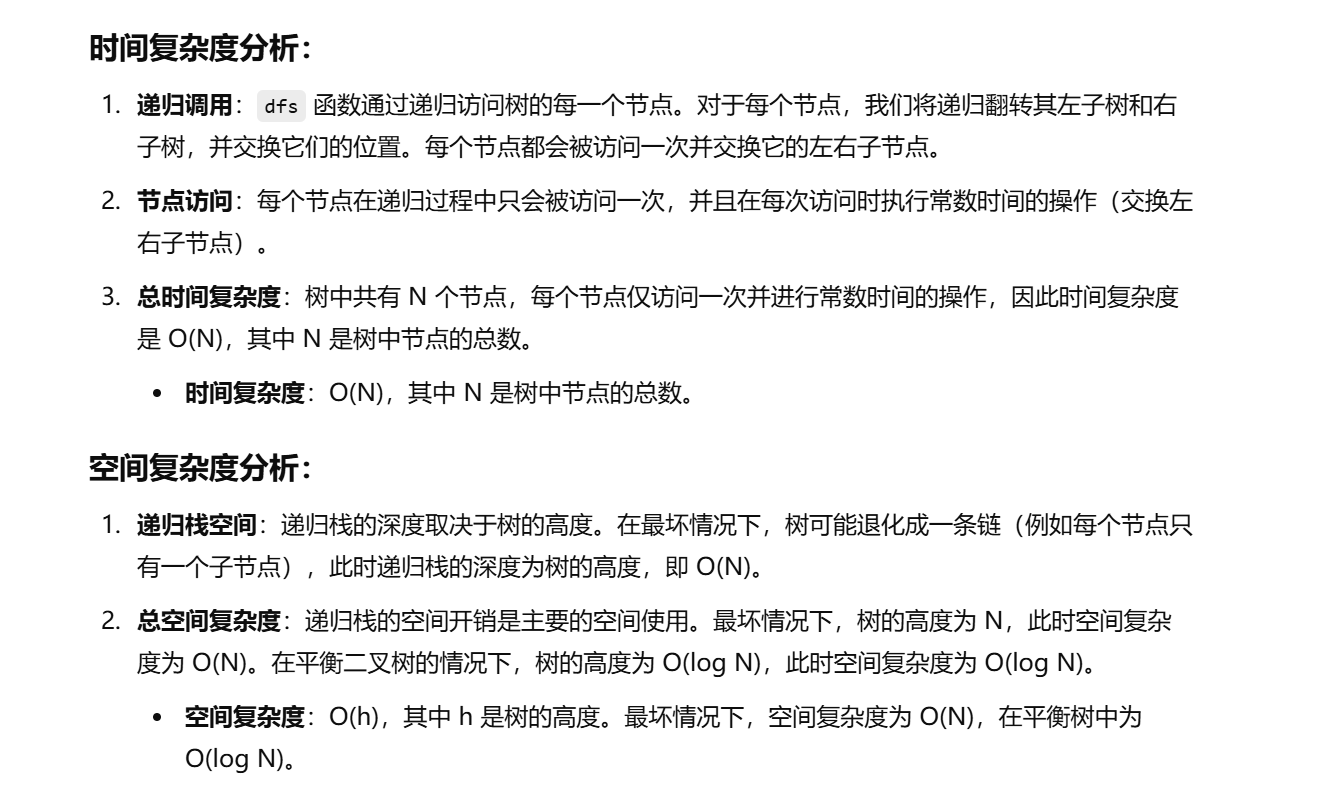 时间复杂度分析：
1. 递归调用：dfs 函数通过递归访问树的每一个节点。对于每个节点，我们将递归翻转其左子树和右
子树，并交换它们的位置。每个节点都会被访问一次并交换它的左右子节点。
2. 节点访问：每个节点在递归过程中只会被访问一次，并且在每次访问时执行常数时间的操作（交换左
右子节点）。
3. 总时间复杂度：树中共有 N 个节点，每个节点仅访问一次并进行常数时间的操作，因此时间复杂度
是 O(N)，其中 N 是树中节点的总数。
• 时间复杂度：O(N)，其中 N 是树中节点的总数。
空间复杂度分析：
1. 递归栈空间：递归栈的深度取决于树的高度。在最坏情况下，树可能退化成一条链（例如每个节点只
有一个子节点），此时递归栈的深度为树的高度，即 O(N)。
2. 总空间复杂度：递归栈的空间开销是主要的空间使用。最坏情况下，树的高度为 N，此时空间复杂
度为 O(N)。在平衡二叉树的情况下，树的高度为 O(log N)，此时空间复杂度为 O(log N)。
• 空间复杂度：O(h)，其中 h 是树的高度。最坏情况下，空间复杂度为 O(N)，在平衡树中为
O(log N)。